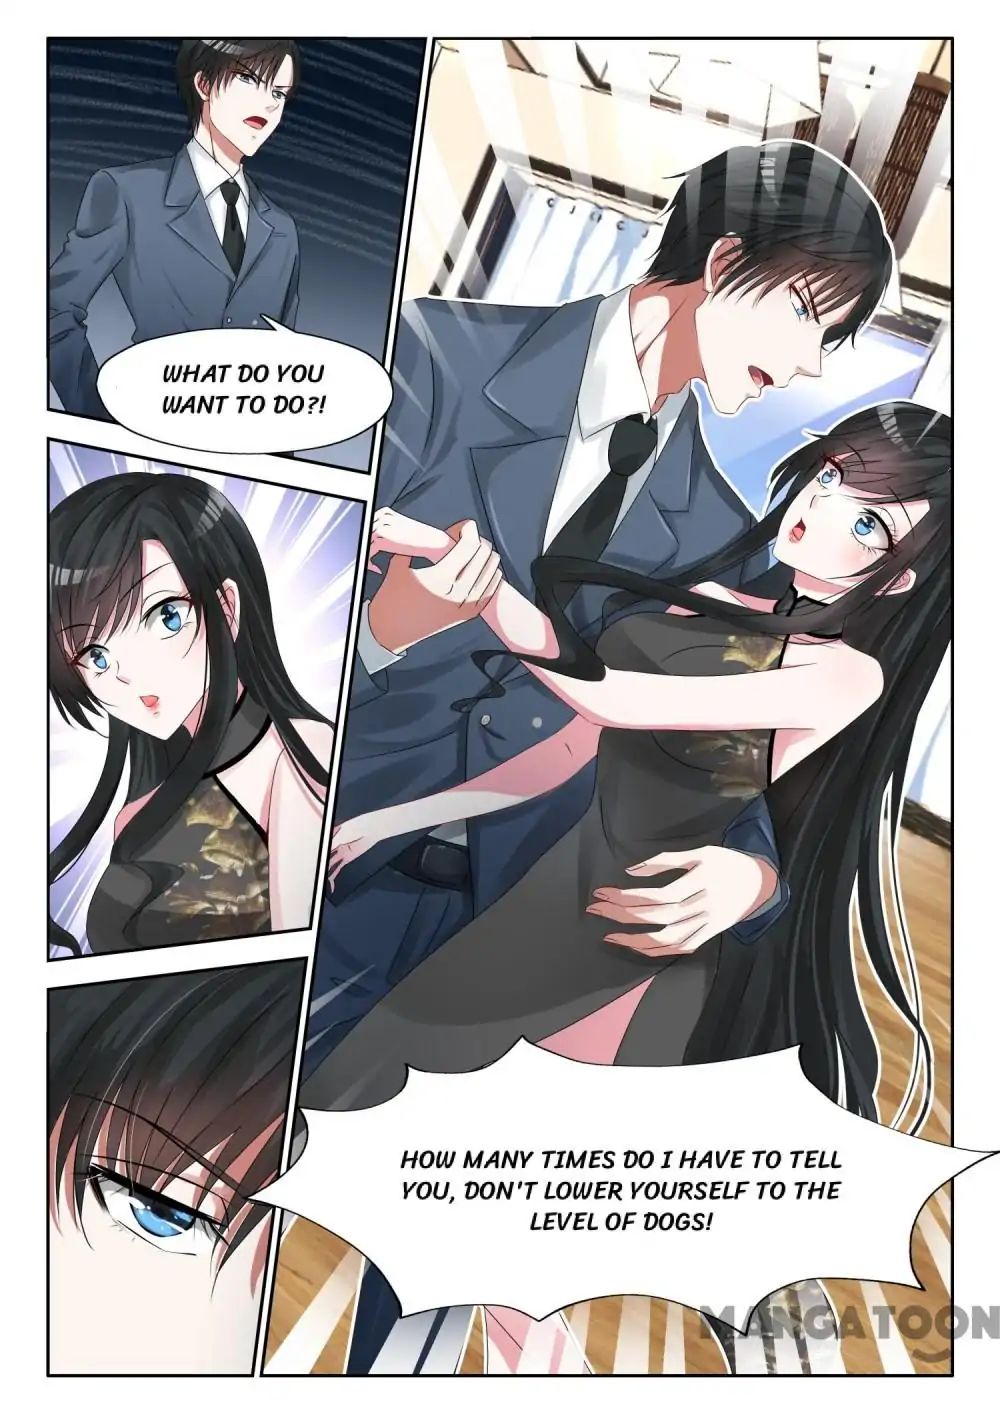 WHAT DO YOU
WANT TO DO?!
HOW MANY TIMES DO I HAVE TO TELL
YOU, DON'T LOWER YOURSELF TO THE
LEVEL OF DOGS!
MANGATOON